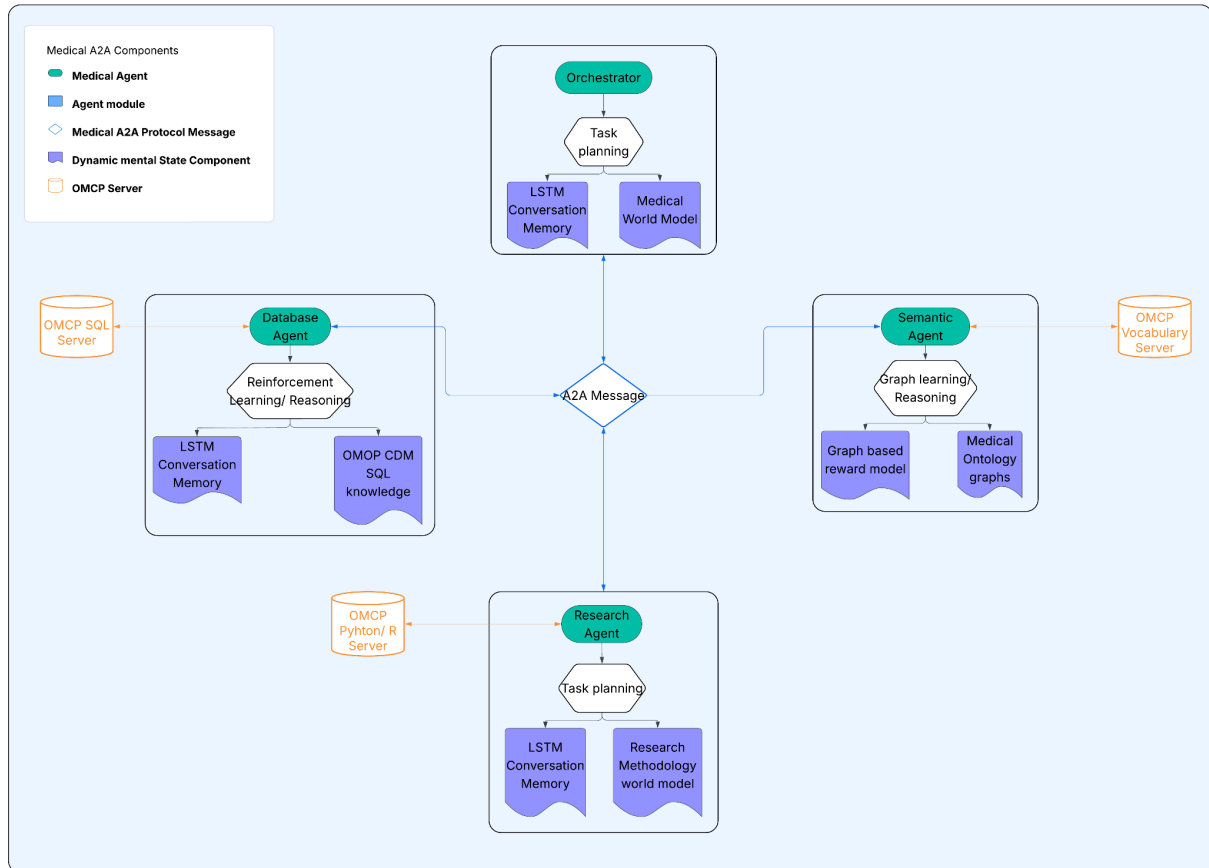 Medical A2A Components
Medical Agent
Agent module
Medical A2A Protocol Message
Dynamic mental State Component
OMCP Server
Orchestrator
Task
planning
LSTM
Conversation
Memory
Medical
World Model
OMCP SQL
Server
Database
Agent
Reinforcement
Learning/ Reasoning
LSTM
Conversation
Memory
OMOP CDM
SQL
knowledge
A2A Message
Semantic
Agent
Graph learning/
Reasoning
Graph based
reward model
Medical
Ontology
graphs
OMCP
Vocabulary
Server
OMCP
Pyhton/ R
Server
Research
Agent
Task planning
LSTM
Conversation
Memory
Research
Methodology
world model